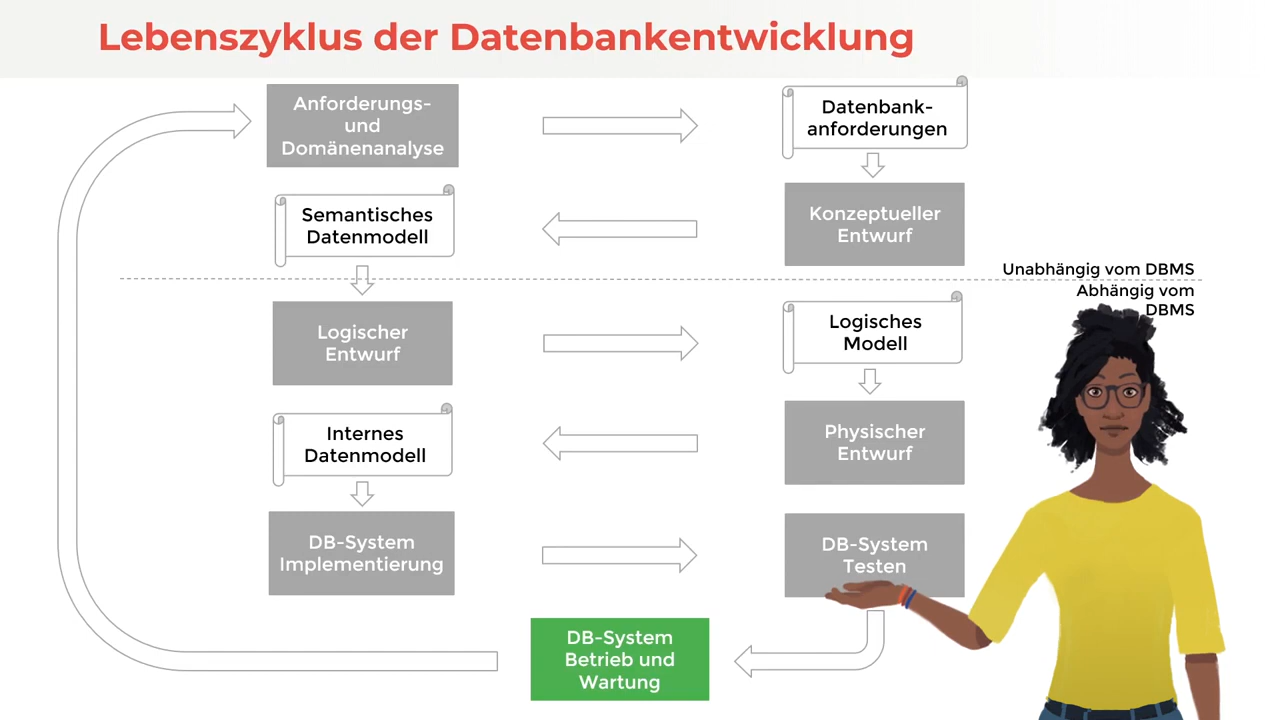 Lebenszyklus der Datenbankentwicklung
Anforderungs-
und
Domänenanalyse
Datenbank-
anforderungen
Semantisches
Datenmodell
Konzeptueller
Entwurf
Unabhängig vom DBMS
Abhängig vom
DBMS
Logischer
Entwurf
Logisches
Modell
Internes
Datenmodell
Physischer
Entwurf
DB-System
Implementierung
DB-System
Testen
DB-System
Betrieb und
Wartung